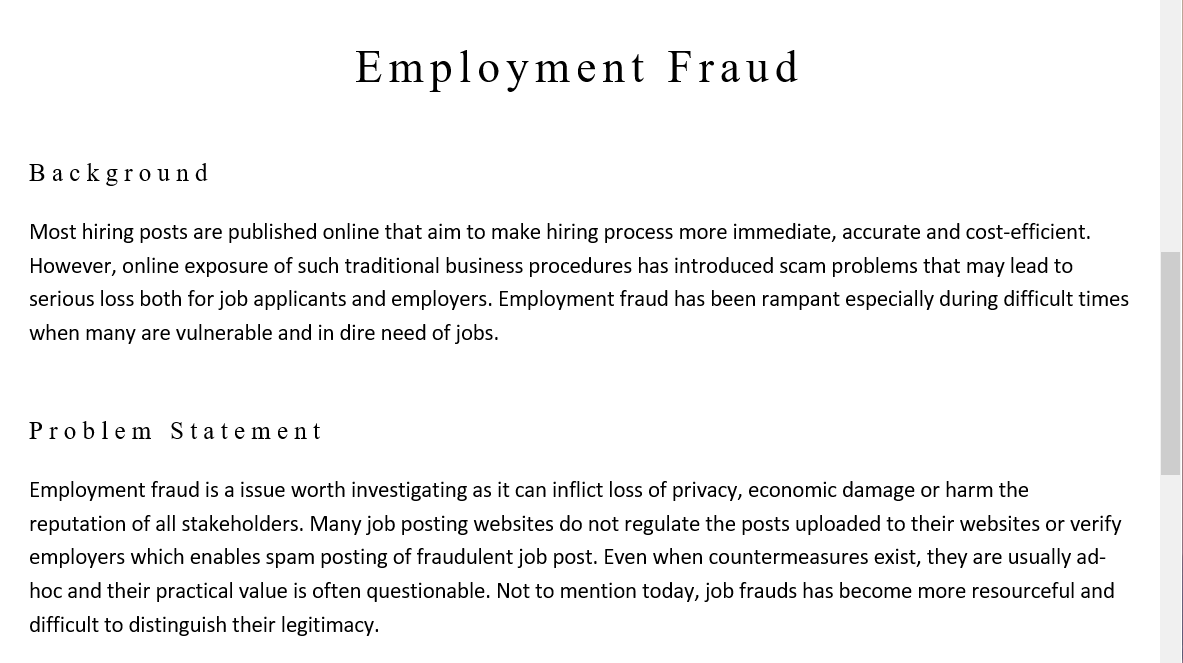 Employment Fraud
Background
Most hiring posts are published online that aim to make hiring process more immediate, accurate and cost-efficient.
However, online exposure of such traditional business procedures has introduced scam problems that may lead to
serious loss both for job applicants and employers. Employment fraud has been rampant especially during difficult times
when many are vulnerable and in dire need of jobs.
Problem Statement
Employment fraud is a issue worth investigating as it can inflict loss of privacy, economic damage or harm the
reputation of all stakeholders. Many job posting websites do not regulate the posts uploaded to their websites or verify
employers which enables spam posting of fraudulent job post. Even when countermeasures exist, they are usually ad-
hoc and their practical value is often questionable. Not to mention today, job frauds has become more resourceful and
difficult to distinguish their legitimacy.